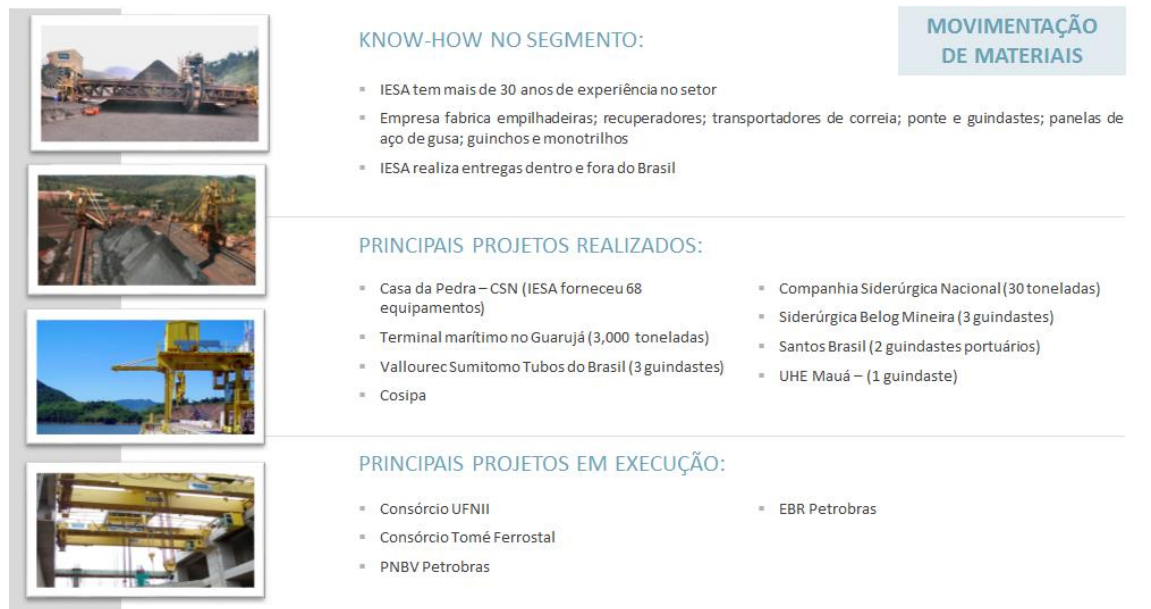 MOVIMENTAÇÃO
DE MATERIAIS
KNOW-HOW NO SEGMENTO:
▪ IESA tem mais de 30 anos de experiência no setor
▪ Empresa fabrica empilhadeiras; recuperadores; transportadores de correia; ponte e guindastes; panelas de
aço de gusa; guinchos e monotrilhos
▪ IESA realiza entregas dentro e fora do Brasil
PRINCIPAIS PROJETOS REALIZADOS:
▪ Casa da Pedra – CSN (IESA forneceu 68
equipamentos)
▪ Terminal marítimo no Guarujá (3,000 toneladas)
▪ Vallourec Sumitomo Tubos do Brasil (3 guindastes)
▪ Cosipa
▪ Companhia Siderúrgica Nacional (30 toneladas)
▪ Siderúrgica Belog Mineira (3 guindastes)
▪ Santos Brasil (2 guindastes portuários)
▪ UHE Mauá – (1 guindaste)
PRINCIPAIS PROJETOS EM EXECUÇÃO:
▪ Consórcio UFNII
▪ Consórcio Tomé Ferrostal
▪ PNBV Petrobras
▪ EBR Petrobras